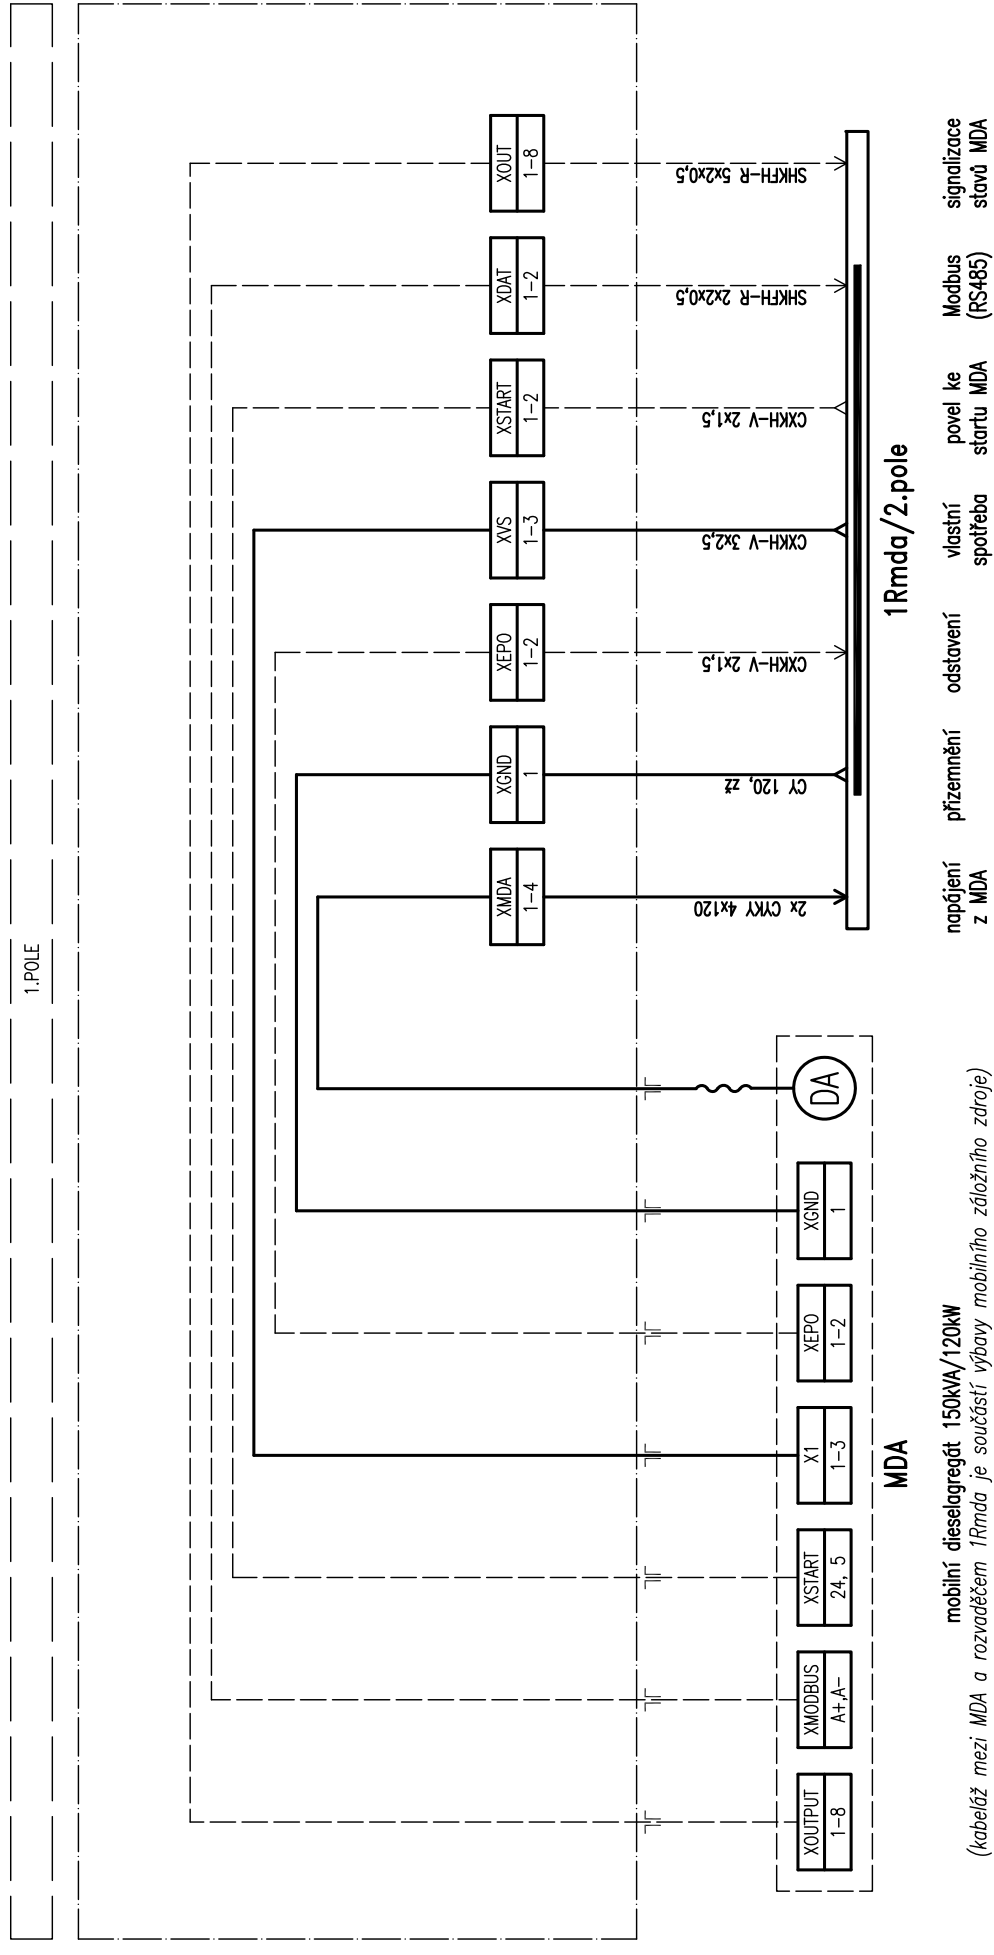 1.POLE
XOUTPUT
1-8
XMODBUS
A+,A-
XSTART
24, 5
X1
1-3
XEPO
1-2
XGND
1
DA
MDA
mobilní dieselagregát 150kVA/120kW
(kabeláž mezi MDA a rozvaděčem 1Rmda je součástí výbavy mobilního záložního zdroje)
XMDA
1-4
XGND
1
XEPO
1-2
XVS
1-3
XSTART
1-2
XDAT
1-2
XOUT
1-8
2x CYKY 4x120
CY 120, zž
CXKH-V 2x1,5
CXKH-V 3x2,5
CXKH-V 2x1,5
SHKFH-R 2x2x0,5
SHKFH-R 5x2x0,5
1Rmda/2.pole
napájení
z MDA
přizemnění
odstavení
vlastní
spotřeba
povel ke
startu MDA
Modbus
(RS485)
signalizace
stavů MDA